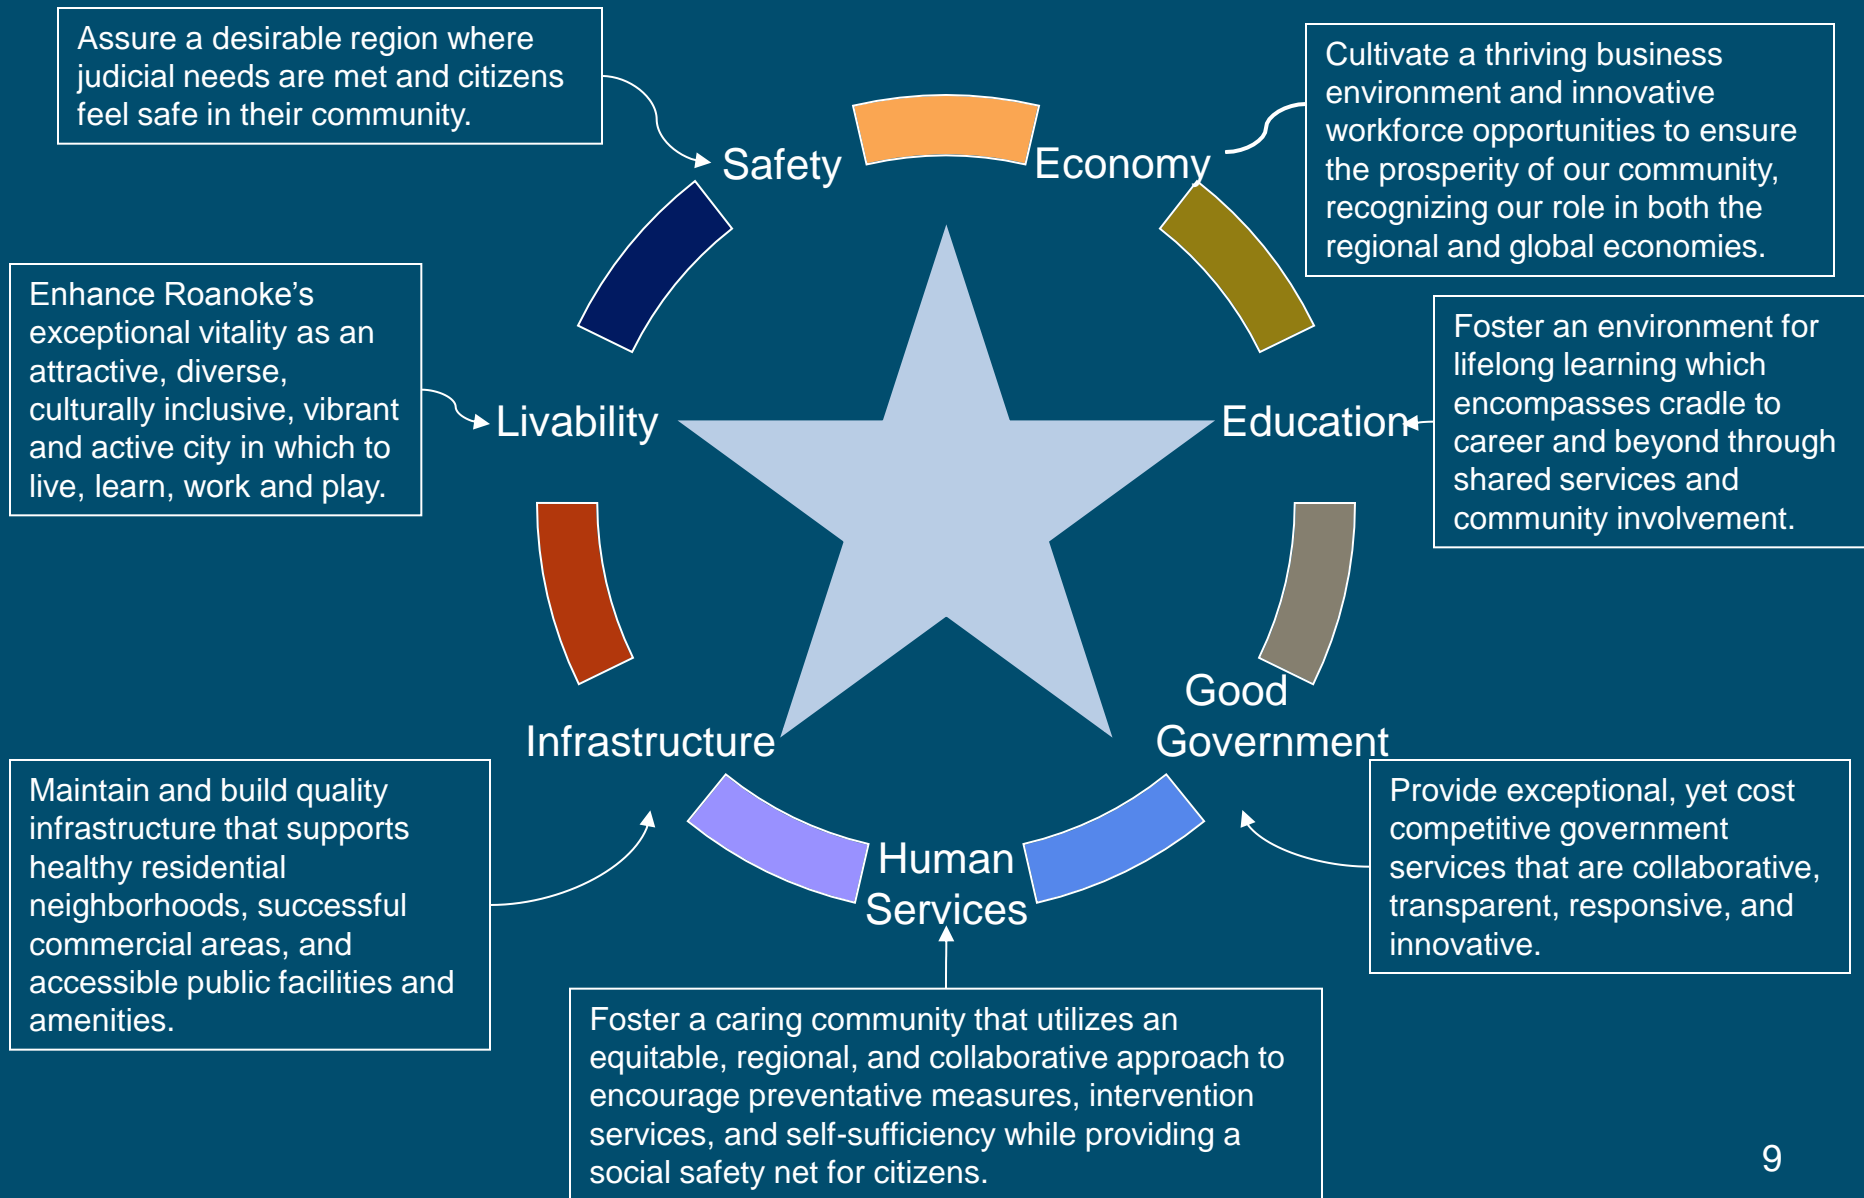 Assure a desirable region where
judicial needs are met and citizens
feel safe in their community.
Cultivate a thriving business
environment and innovative
workforce opportunities to ensure
the prosperity of our community,
recognizing our role in both the
regional and global economies.
Safety
Economy
Enhance Roanoke’s
exceptional vitality as an
attractive, diverse,
culturally inclusive, vibrant
and active city in which to
live, learn, work and play.
Livability
Education
Foster an environment for
lifelong learning which
encompasses cradle to
career and beyond through
shared services and
community involvement.
Infrastructure
Good
Government
Maintain and build quality
infrastructure that supports
healthy residential
neighborhoods, successful
commercial areas, and
accessible public facilities and
amenities.
Human
Services
Provide exceptional, yet cost
competitive government
services that are collaborative,
transparent, responsive, and
innovative.
Foster a caring community that utilizes an
equitable, regional, and collaborative approach to
encourage preventative measures, intervention
services, and self-sufficiency while providing a
social safety net for citizens.
9